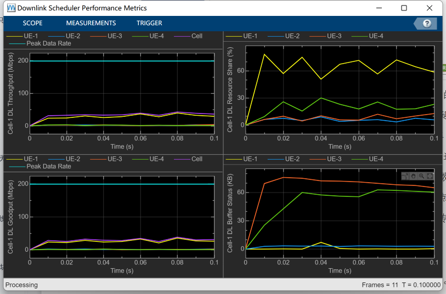 Downlink Scheduler Performance Metrics
SCOPE MEASUREMENTS TRIGGER ?
UE-1 UE-2 UE-3 UE-4 Cell
Peak Data Rate
Cell-1 DL Throughput (Mbps)
200
100
0
0 0.02 0.04 0.06 0.08 0.1
Time (s)
UE-1 UE-2 UE-3 UE-4
Cell-1 DL Resource Share (%)
60
30
0
0 0.02 0.04 0.06 0.08 0.1
Time (s)
UE-1 UE-2 UE-3 UE-4 Cell
Peak Data Rate
Cell-1 DL Goodput (Mbps)
200
100
0
0 0.02 0.04 0.06 0.08 0.1
Time (s)
UE-1 UE-2 UE-3 UE-4
Cell-1 DL Buffer Status (KB)
60
30
0
0 0.02 0.04 0.06 0.08 0.1
Time (s)
Processing
Frames = 11 T = 0.100000